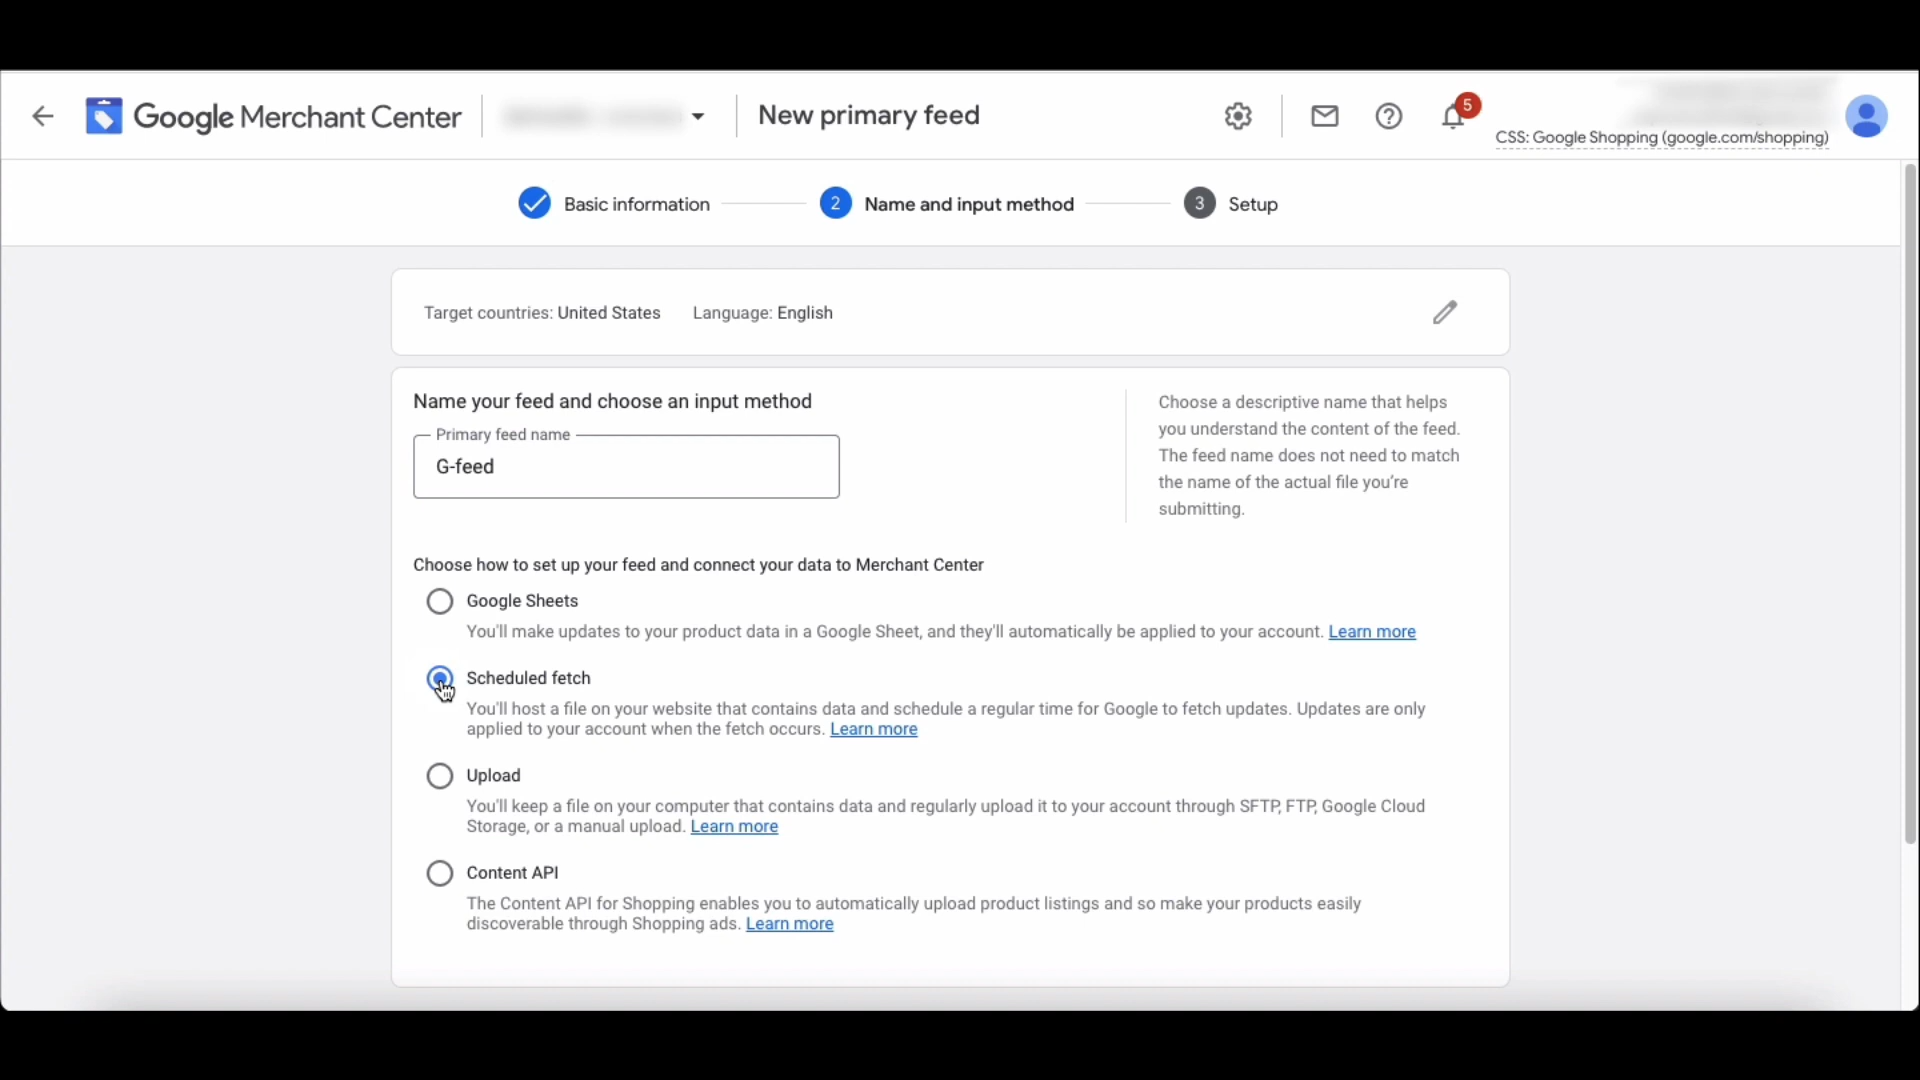 Google Merchant Center
New primary feed
5
CSS: Google Shopping (google.com/shopping)
Basic information
2 Name and input method
3 Setup
Target countries: United States Language: English
Name your feed and choose an input method
Primary feed name
G-feed
Choose a descriptive name that helps
you understand the content of the feed.
The feed name does not need to match
the name of the actual file you're
submitting.
Choose how to set up your feed and connect your data to Merchant Center
Google Sheets
You'll make updates to your product data in a Google Sheet, and they'll automatically be applied to your account. Learn more
Scheduled fetch
You'll host a file on your website that contains data and schedule a regular time for Google to fetch updates. Updates are only
applied to your account when the fetch occurs. Learn more
Upload
You'll keep a file on your computer that contains data and regularly upload it to your account through SFTP, FTP, Google Cloud
Storage, or a manual upload. Learn more
Content API
The Content API for Shopping enables you to automatically upload product listings and so make your products easily
discoverable through Shopping ads. Learn more